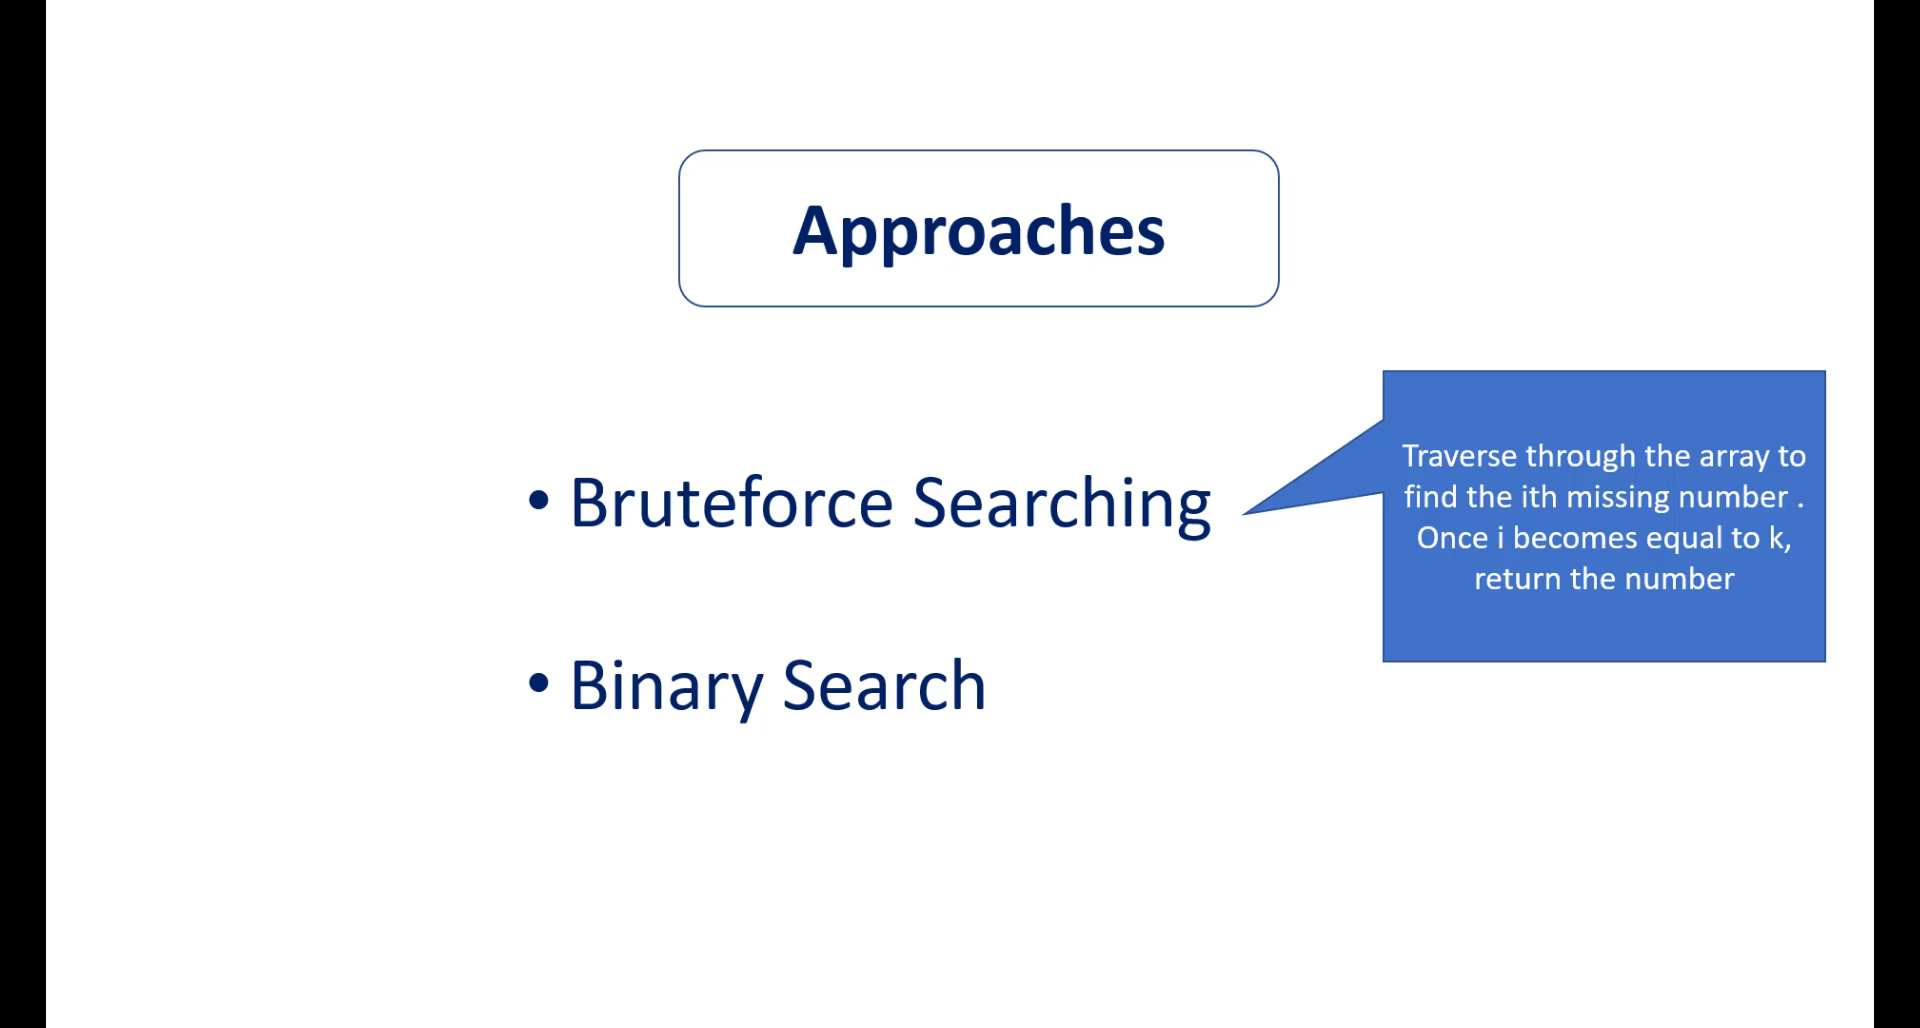 Approaches
• Bruteforce Searching
Traverse through the array to
find the ith missing number .
Once i becomes equal to k,
return the number
• Binary Search